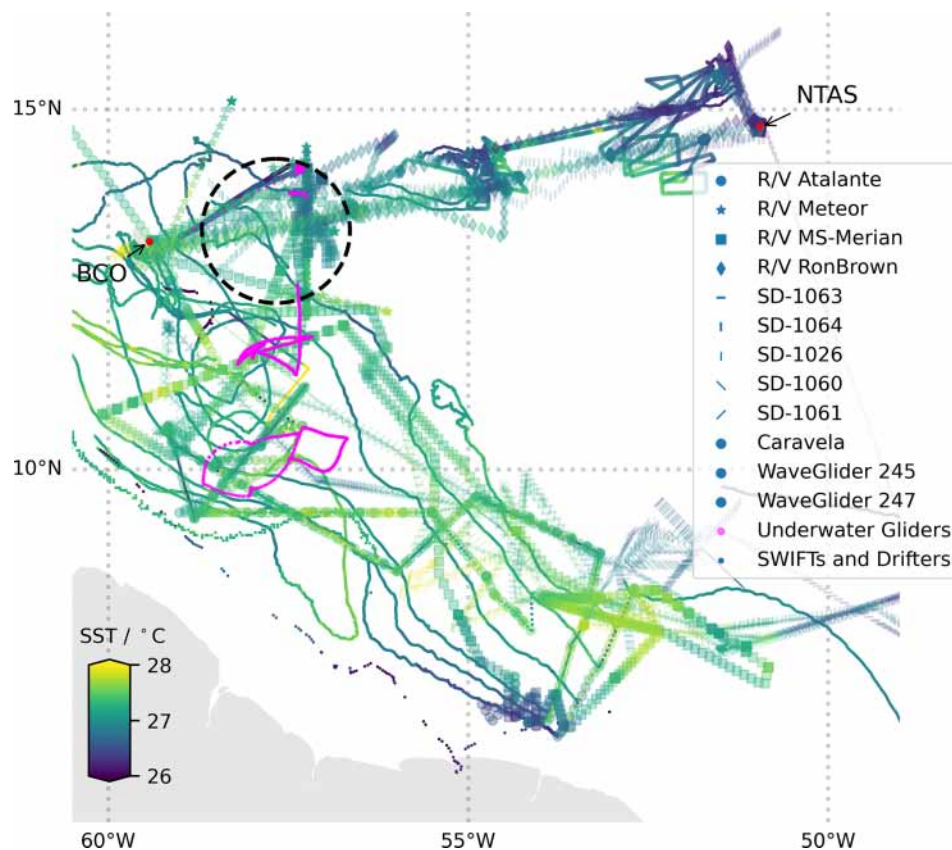 15°N
NTAS
BCO
R/V Atalante
R/V Meteor
R/V MS-Merian
R/V RonBrown
SD-1063
SD-1064
SD-1026
SD-1060
SD-1061
Caravela
WaveGlider 245
WaveGlider 247
Underwater Gliders
SWIFTs and Drifters
10°N
SST / °C
28
27
26
60°W
55°W
50°W